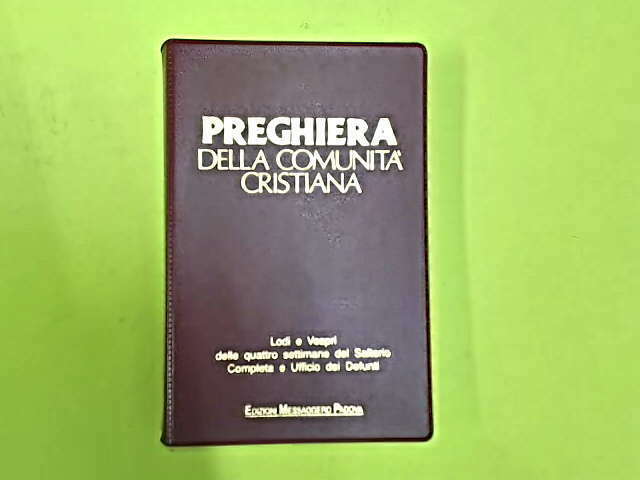 PREGHIERA
DELLA COMUNITÀ
CRISTIANA
Lodi e Vespri
delle quattro settimane del Salterio
Compieta e Ufficio dei Defunti
EDIZIONI MESSAGGERO PADOVA